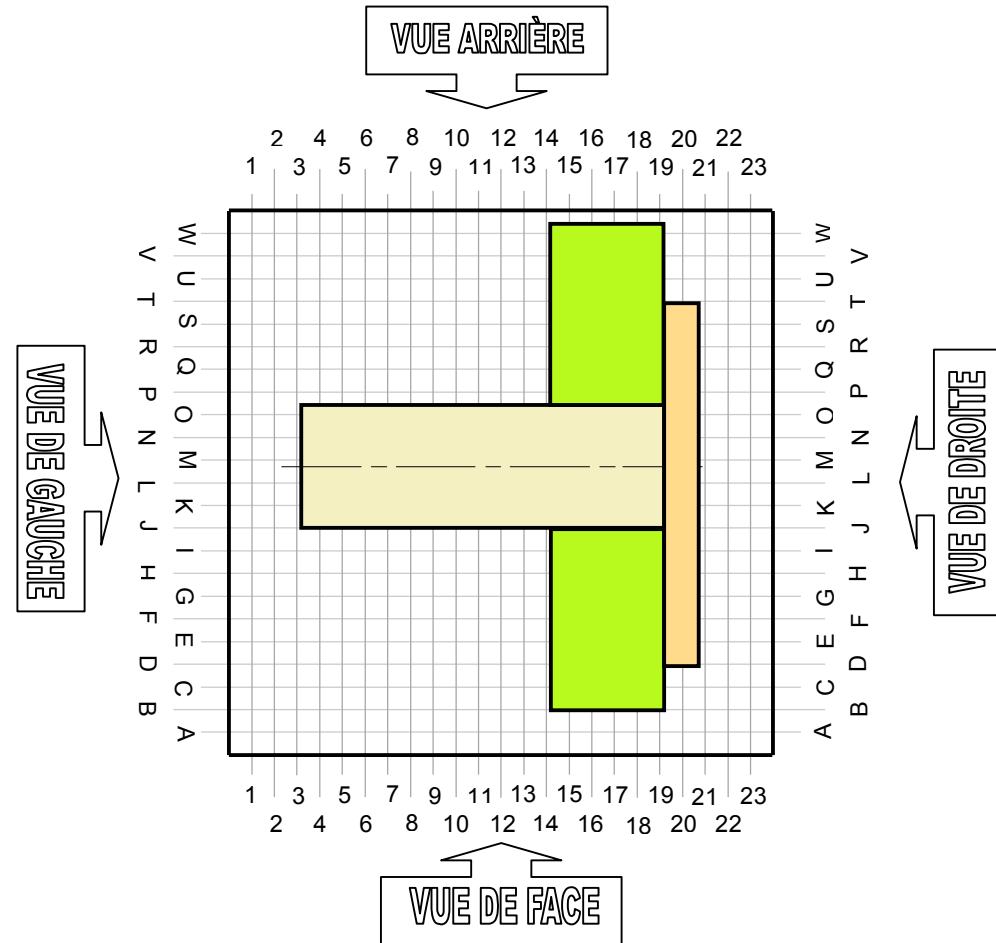 VUE ARRIÈRE
2 4 6 8 10 12 14 16 18 20 22
1 3 5 7 9 11 13 15 17 19 21 23
W W
V V
U U
T T
S S
R R
Q Q
P P
O O
N N
M M
L L
K K
J J
I I
H H
G G
F F
E E
D D
C C
B B
A A
VUE DE GAUCHE
VUE DE DROITE
1 3 5 7 9 11 13 15 17 19 21 23
2 4 6 8 10 12 14 16 18 20 22
VUE DE FACE